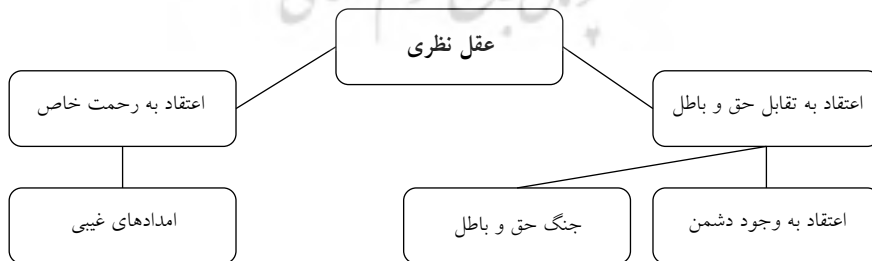 عقل نظری
اعتقاد به تقابل حق و باطل
اعتقاد به رحمت خاص
اعتقاد به وجود دشمن
جنگ حق و باطل
امدادهای غیبی